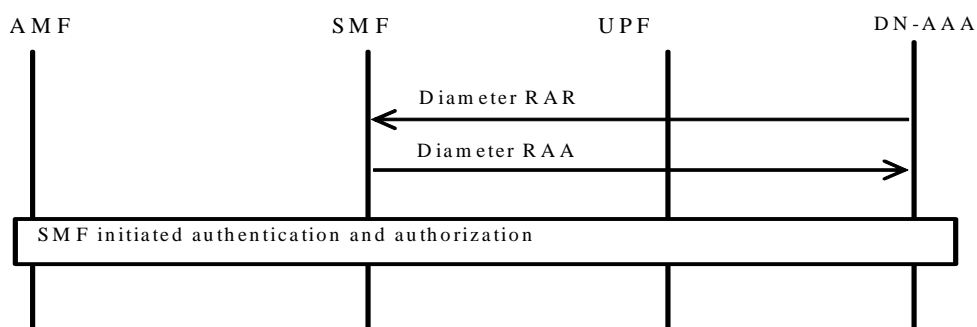 AMF SMF UPF DN-AAA
Diameter RAR
Diameter RAA
SMF initiated authentication and authorization